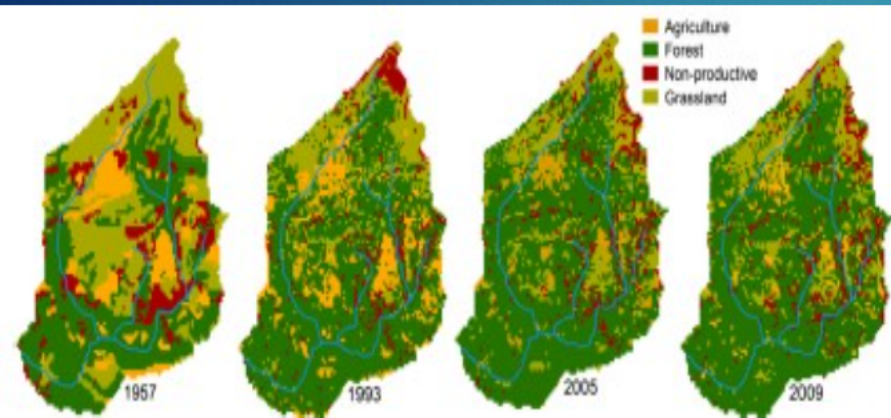 Agriculture
Forest
Non-productive
Grassland
1957
1993
2005
2009